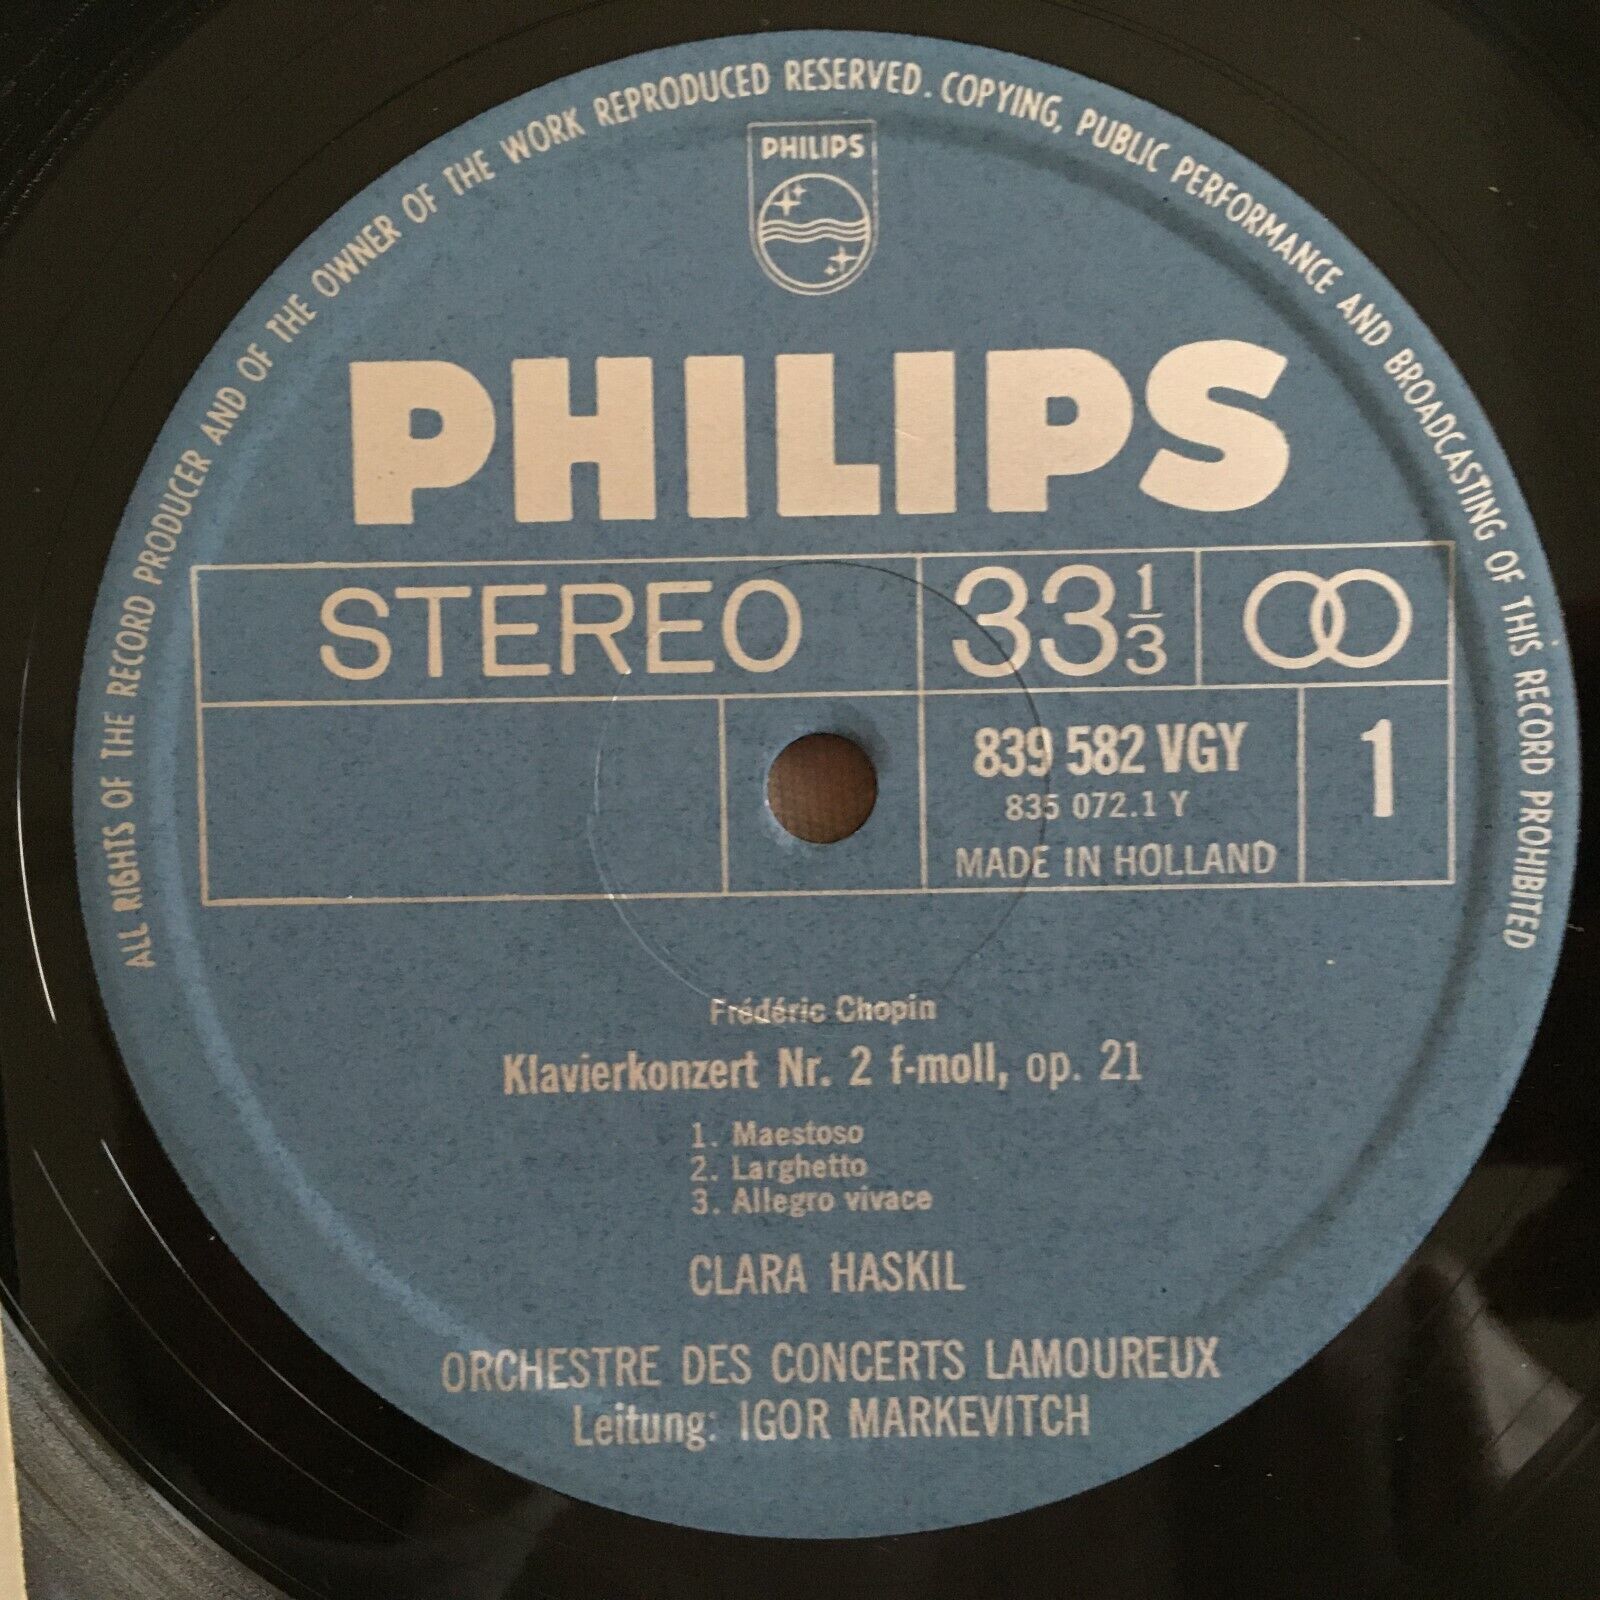 ALL RIGHTS OF THE RECORD PRODUCER AND OF THE OWNER OF THE WORK REPRODUCED RESERVED. COPYING, PUBLIC PERFORMANCE AND BROADCASTING OF THIS RECORD PROHIBITED
PHILIPS
PHILIPS
STEREO 33 1/3
839 582 VGY 1
835 072.1 Y
MADE IN HOLLAND
Frédéric Chopin
Klavierkonzert Nr. 2 f-moll, op. 21
1. Maestoso
2. Larghetto
3. Allegro vivace
CLARA HASKIL
ORCHESTRE DES CONCERTS LAMOUREUX
Leitung: IGOR MARKEVITCH